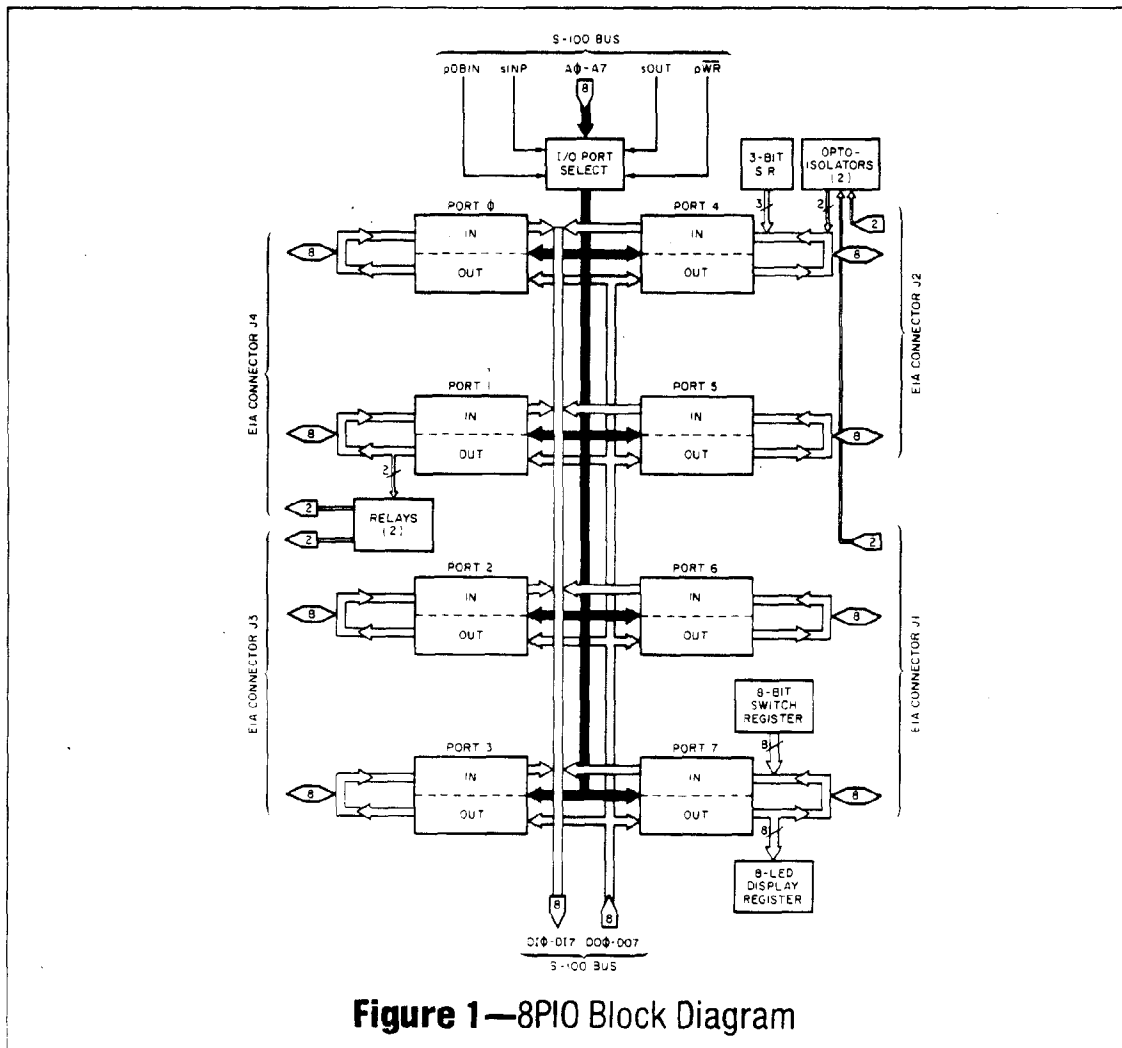 S-100 BUS
pDBIN sINP AΦ-A7 sOUT pWR
8
I/O PORT
SELECT
3-BIT
SR
OPTO-
ISOLATORS
(2)
3
2
2
PORT Φ
IN
OUT
8
PORT 4
IN
OUT
8
EIA CONNECTOR J4
EIA CONNECTOR J2
PORT 1
IN
OUT
8
PORT 5
IN
OUT
8
2
RELAYS
(2)
2
2
2
PORT 2
IN
OUT
8
PORT 6
IN
OUT
8
EIA CONNECTOR J3
EIA CONNECTOR J1
8-BIT
SWITCH
REGISTER
8
PORT 3
IN
OUT
8
PORT 7
IN
OUT
8
8
8-LED
DISPLAY
REGISTER
8
8
DIΦ-DI7 DOΦ-DO7
S-100 BUS
Figure 1—8PIO Block Diagram